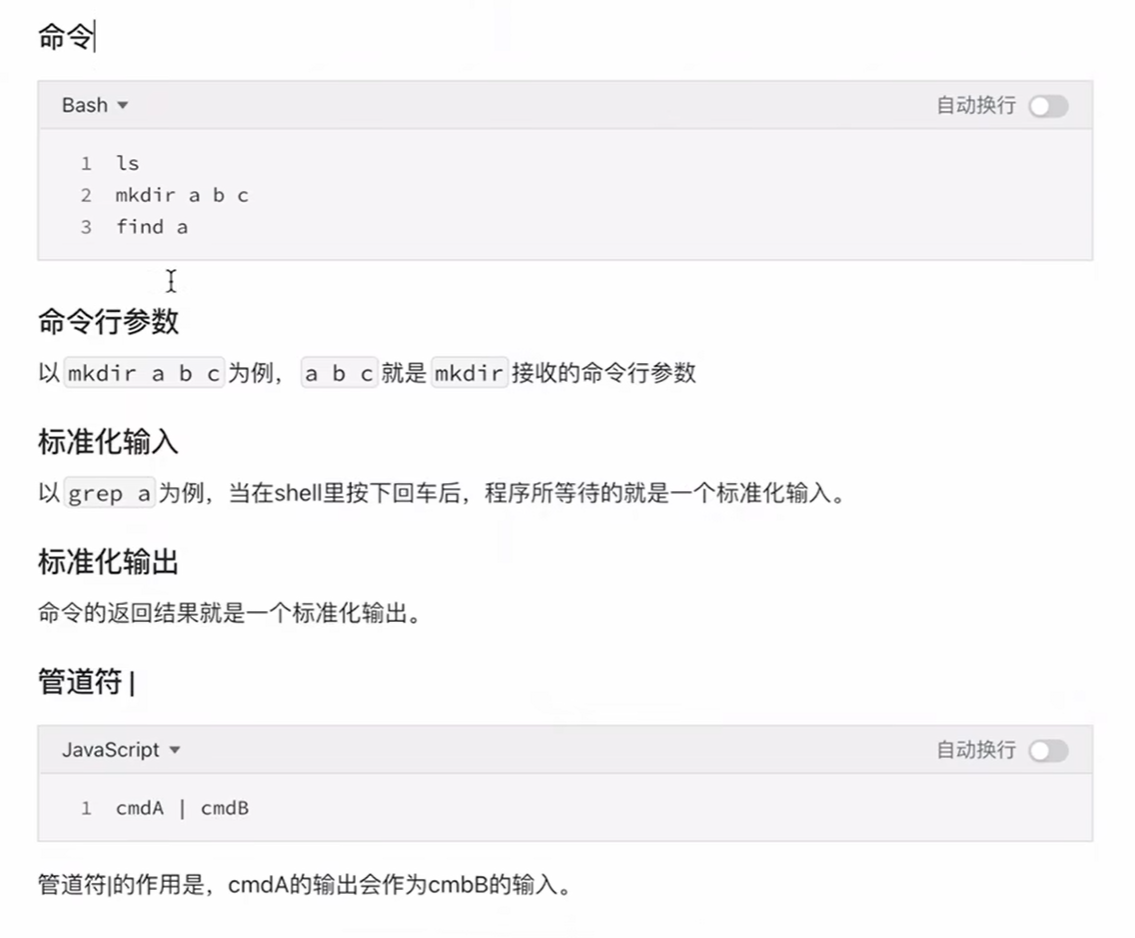 命令
Bash 自动换行
1 ls
2 mkdir a b c
3 find a
命令行参数
以 mkdir a b c 为例， a b c 就是 mkdir 接收的命令行参数
标准化输入
以 grep a 为例，当在shell里按下回车后，程序所等待的就是一个标准化输入。
标准化输出
命令的返回结果就是一个标准化输出。
管道符 |
JavaScript 自动换行
1 cmdA | cmdB
管道符|的作用是，cmdA的输出会作为cmbB的输入。